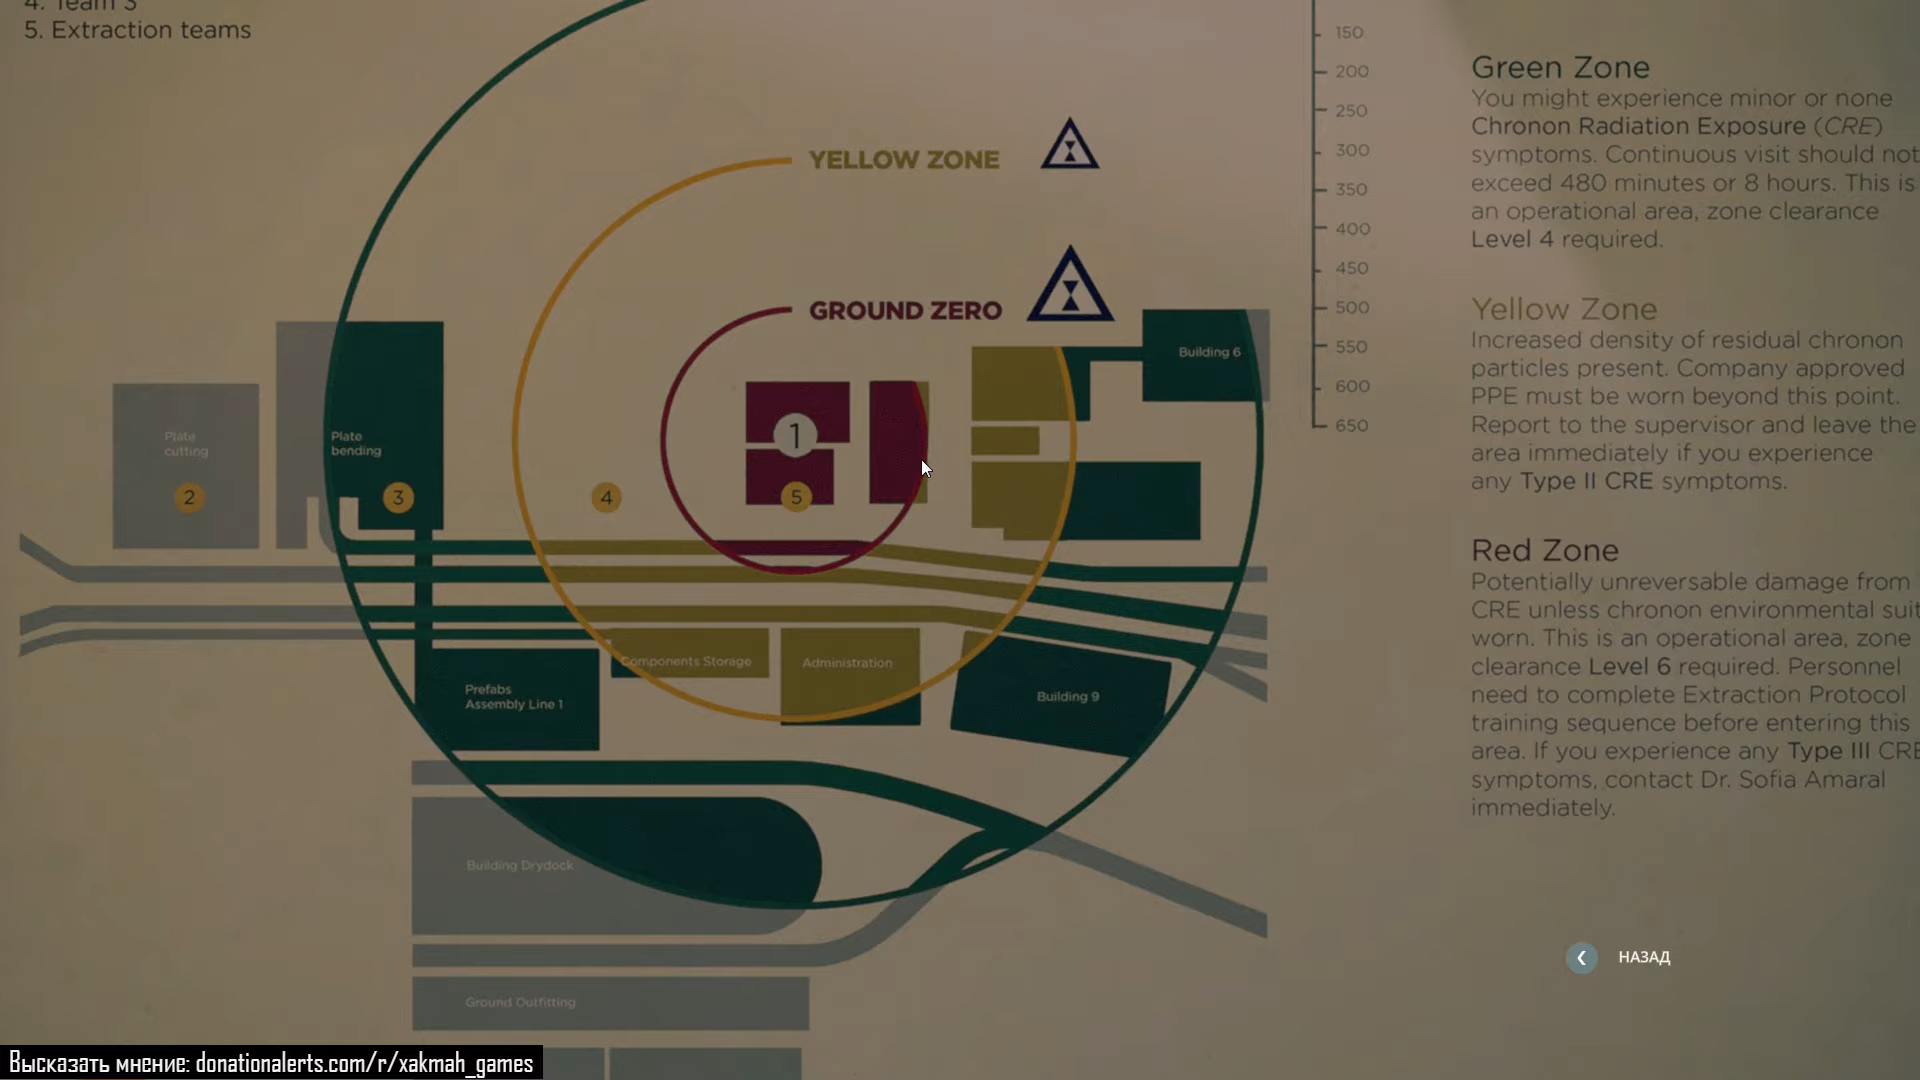 4. Team 3
5. Extraction teams
150
200
250
300
350
400
450
500
550
600
650
YELLOW ZONE
GROUND ZERO
Building 6
Plate
cutting
Plate
bending
1
2
3
4
5
Components Storage
Administration
Prefabs
Assembly Line 1
Building 9
Building Drydock
Ground Outfitting
Green Zone
You might experience minor or none
Chronon Radiation Exposure (CRE)
symptoms. Continuous visit should not
exceed 480 minutes or 8 hours. This is
an operational area, zone clearance
Level 4 required.
Yellow Zone
Increased density of residual chronon
particles present. Company approved
PPE must be worn beyond this point.
Report to the supervisor and leave the
area immediately if you experience
any Type II CRE symptoms.
Red Zone
Potentially unreversable damage from
CRE unless chronon environmental suit
worn. This is an operational area, zone
clearance Level 6 required. Personnel
need to complete Extraction Protocol
training sequence before entering this
area. If you experience any Type III CRE
symptoms, contact Dr. Sofia Amaral
immediately.
НАЗАД
Высказать мнение: donationalerts.com/r/xakmah_games